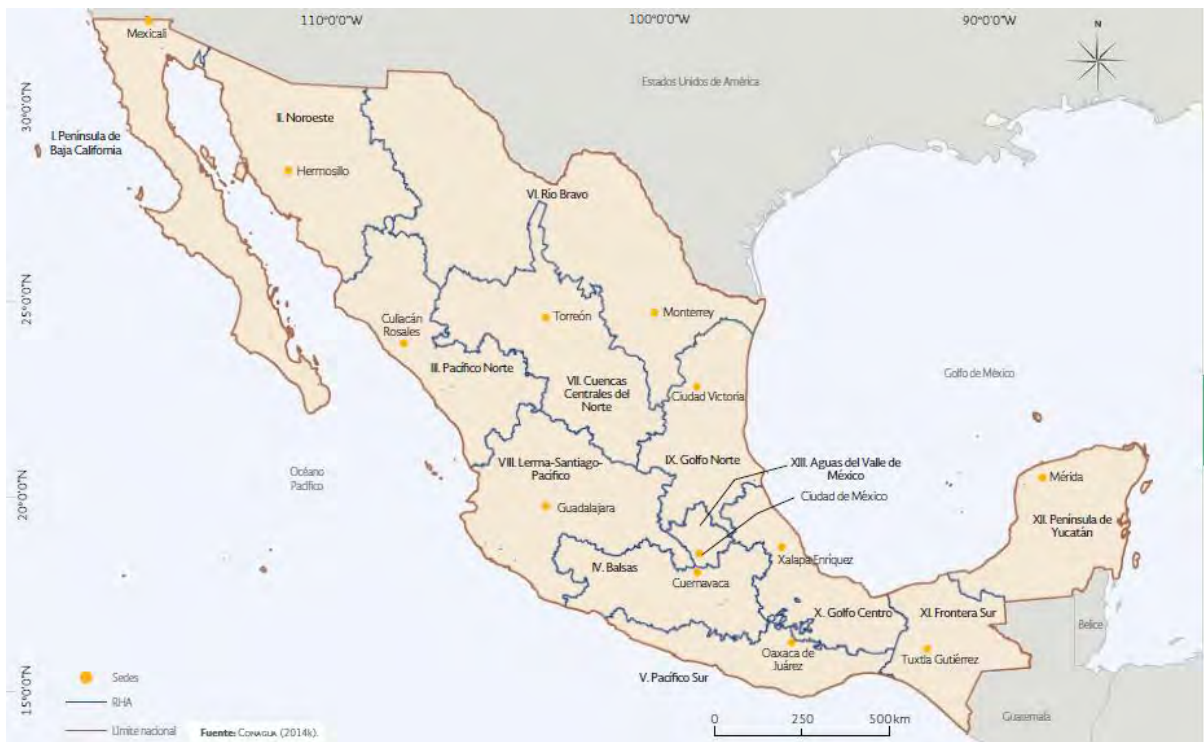 110°0'0"W
100°0'0"W
90°0'0"W
N
Mexicali
Estados Unidos de América
30°0'0"N
II. Noroeste
I. Península de
Baja California
Hermosillo
VI. Río Bravo
25°0'0"N
Culiacán
Rosales
Torreón
Monterrey
III. Pacífico Norte
VII. Cuencas
Centrales del
Norte
Golfo de México
Ciudad Victoria
VIII. Lerma-Santiago-
Pacífico
IX. Golfo Norte
XIII. Aguas del Valle de
México
Océano
Pacífico
20°0'0"N
Ciudad de México
Mérida
Guadalajara
XII. Península de
Yucatán
IV. Balsas
Xalapa Enríquez
Cuernavaca
X. Golfo Centro
XI. Frontera Sur
Belice
Oaxaca de
Juárez
Tuxtla Gutiérrez
V. Pacífico Sur
15°0'0"N
Sedes
RHA
Límite nacional
Fuente: CONAGUA (2014k).
0
250
500 km
Guatemala